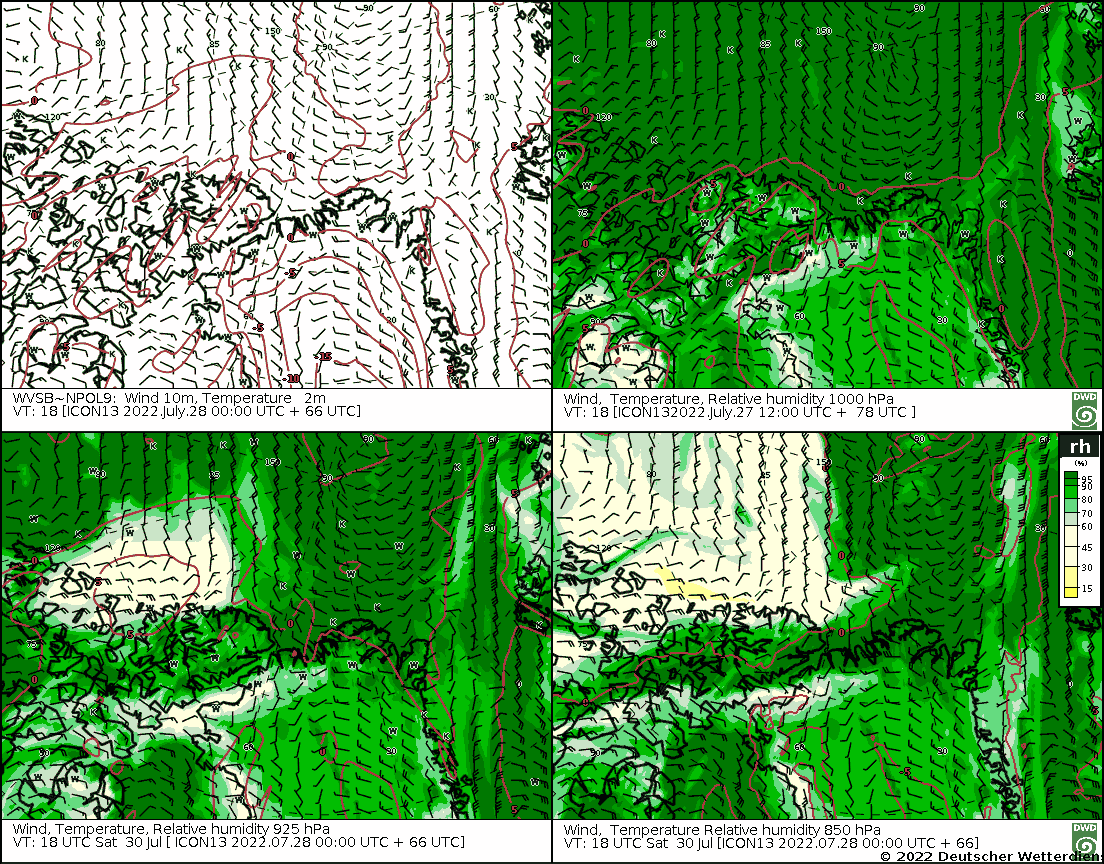 WVSB~NPOL9: Wind 10m, Temperature 2m
VT: 18 [ICON13 2022.July.28 00:00 UTC + 66 UTC]
Wind, Temperature, Relative humidity 1000 hPa
VT: 18 [ICON132022.July.27 12:00 UTC + 78 UTC ]
DWD
rh
(%)
95
90
80
70
60
45
30
15
Wind, Temperature, Relative humidity 925 hPa
VT: 18 UTC Sat 30 Jul [ ICON13 2022.07.28 00:00 UTC + 66 UTC]
Wind, Temperature Relative humidity 850 hPa
VT: 18 UTC Sat 30 Jul [ ICON13 2022.07.28 00:00 UTC + 66]
DWD
© 2022 Deutscher Wetterdien